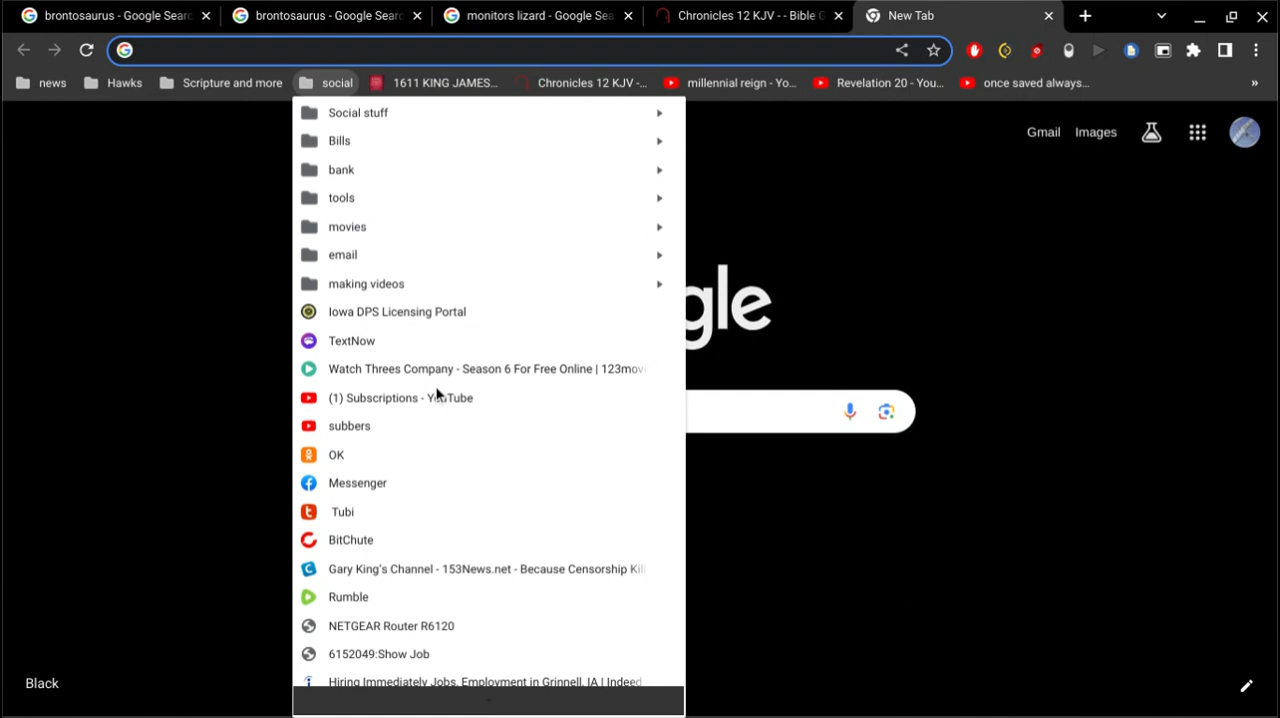 brontosaurus - Google Searc
brontosaurus - Google Searc
monitors lizard - Google Sea
Chronicles 12 KJV - - Bible G
New Tab
news
Hawks
Scripture and more
social
1611 KING JAMES...
Chronicles 12 KJV -...
millennial reign - Yo...
Revelation 20 - You...
once saved always...
»
Gmail
Images
Social stuff
Bills
bank
tools
movies
email
making videos
Iowa DPS Licensing Portal
TextNow
Watch Threes Company - Season 6 For Free Online | 123movi
(1) Subscriptions - YouTube
subbers
OK
Messenger
Tubi
BitChute
Gary King's Channel - 153News.net - Because Censorship Kil
Rumble
NETGEAR Router R6120
6152049:Show Job
Hiring Immediately Jobs, Employment in Grinnell, IA | Indeed
gle
Black